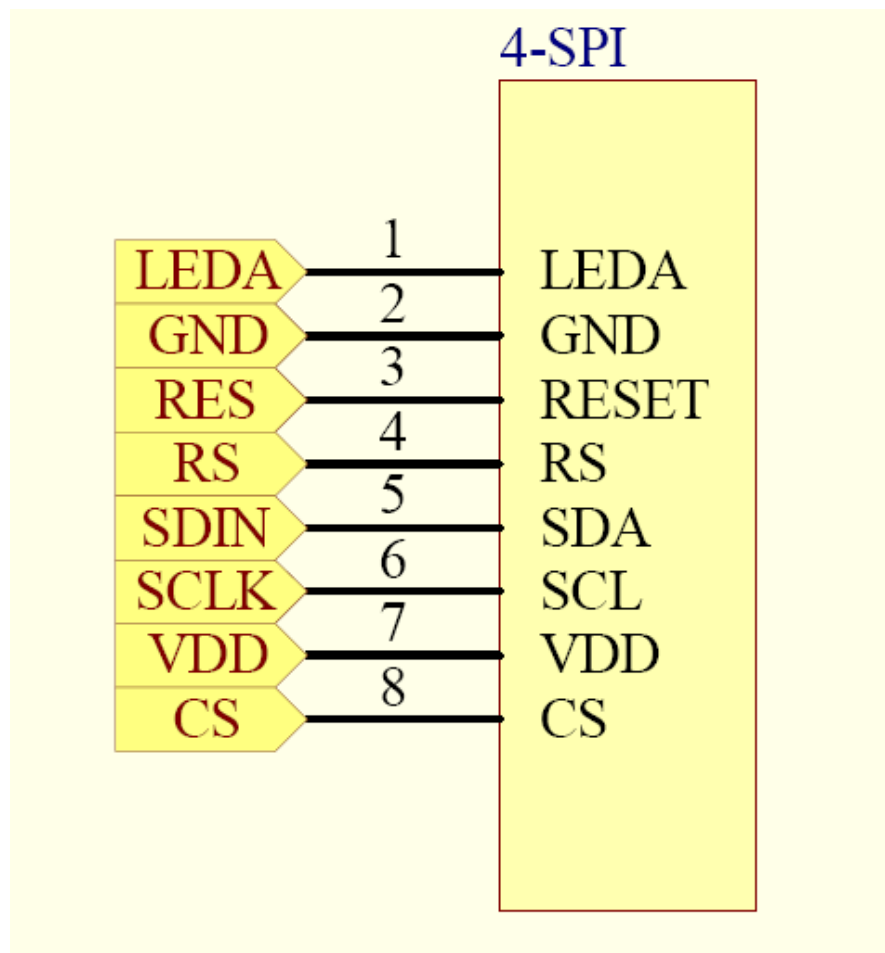 4-SPI
LEDA 1 LEDA
GND 2 GND
RES 3 RESET
RS 4 RS
SDIN 5 SDA
SCLK 6 SCL
VDD 7 VDD
CS 8 CS